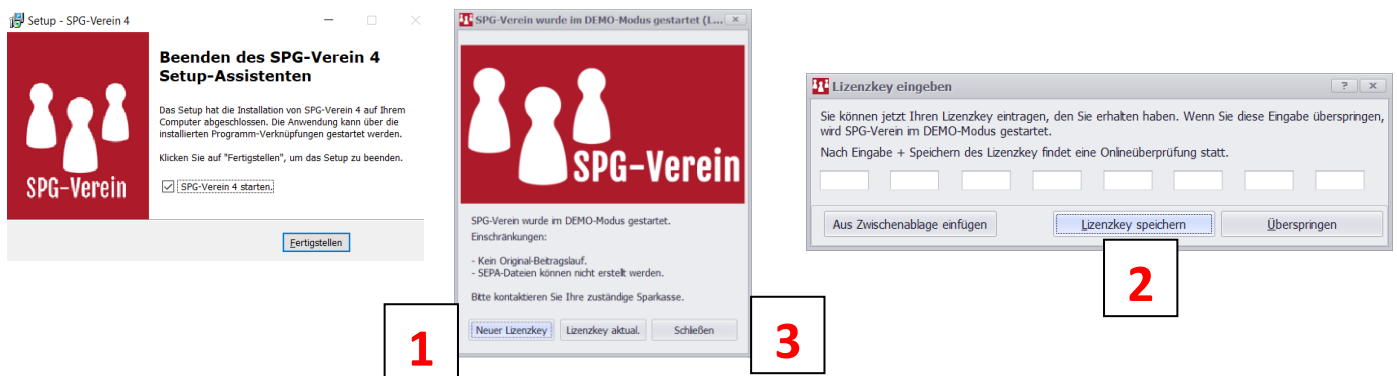 Setup - SPG-Verein 4
SPG-Verein
Beenden des SPG-Verein 4
Setup-Assistenten
Das Setup hat die Installation von SPG-Verein 4 auf Ihrem
Computer abgeschlossen. Die Anwendung kann über die
installierten Programm-Verknüpfungen gestartet werden.
Klicken Sie auf "Fertigstellen", um das Setup zu beenden.
SPG-Verein 4 starten.
Fertigstellen
1
SPG-Verein wurde im DEMO-Modus gestartet (L...
SPG-Verein
SPG-Verein wurde im DEMO-Modus gestartet.
Einschränkungen:
- Kein Original-Beitragslauf.
- SEPA-Dateien können nicht erstellt werden.
Bitte kontaktieren Sie Ihre zuständige Sparkasse.
Neuer Lizenzkey
Lizenzkey aktual.
Schließen
3
Lizenzkey eingeben
Sie können jetzt Ihren Lizenzkey eintragen, den Sie erhalten haben. Wenn Sie diese Eingabe überspringen,
wird SPG-Verein im DEMO-Modus gestartet.
Nach Eingabe + Speichern des Lizenzkey findet eine Onlineüberprüfung statt.
Aus Zwischenablage einfügen
Lizenzkey speichern
Überspringen
2